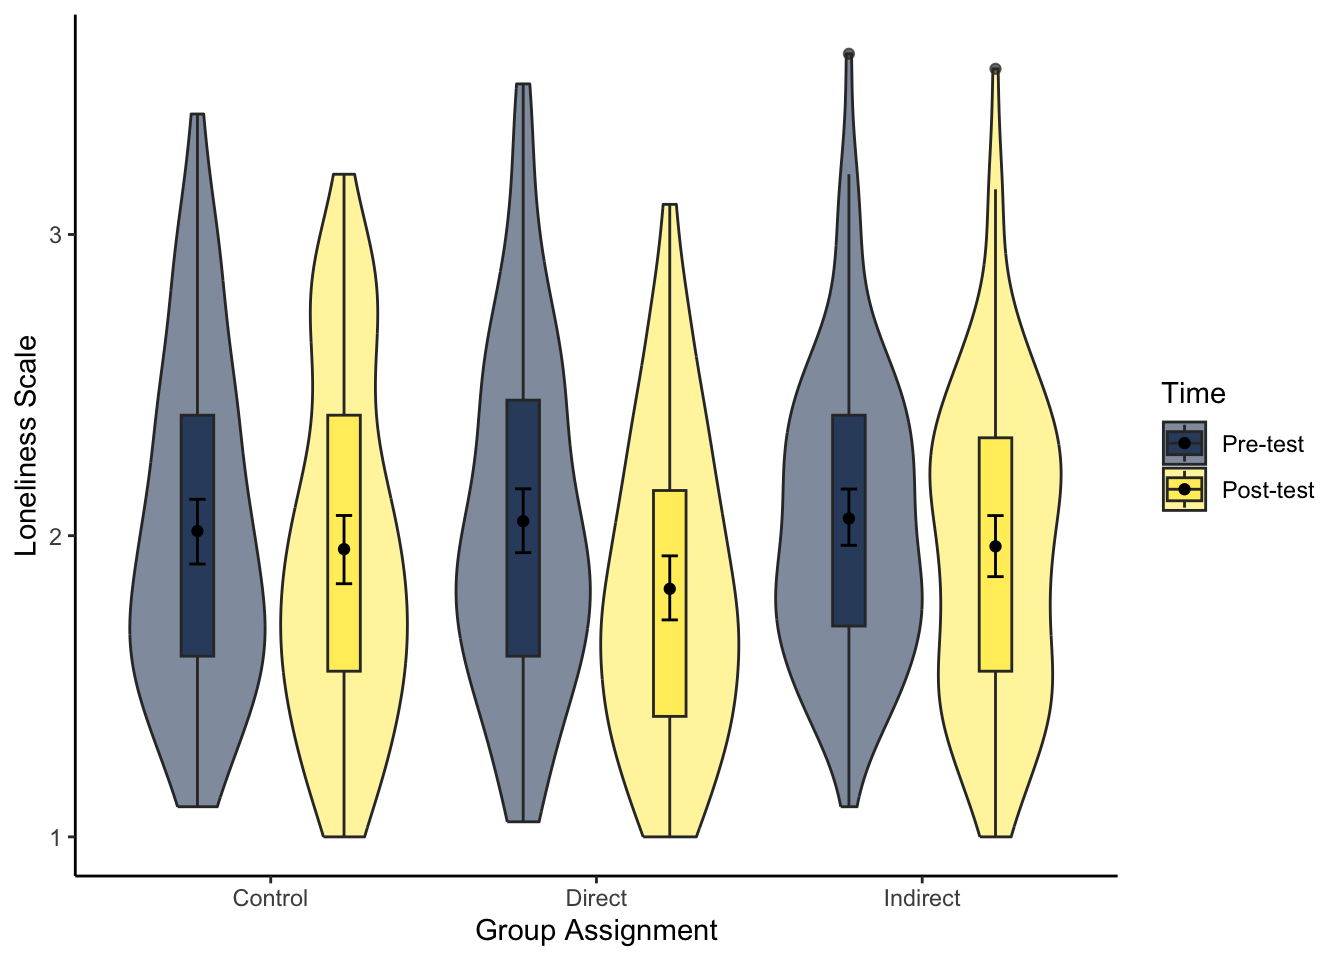 Loneliness Scale
3
2
1
Control
Direct
Indirect
Group Assignment
Time
Pre-test
Post-test